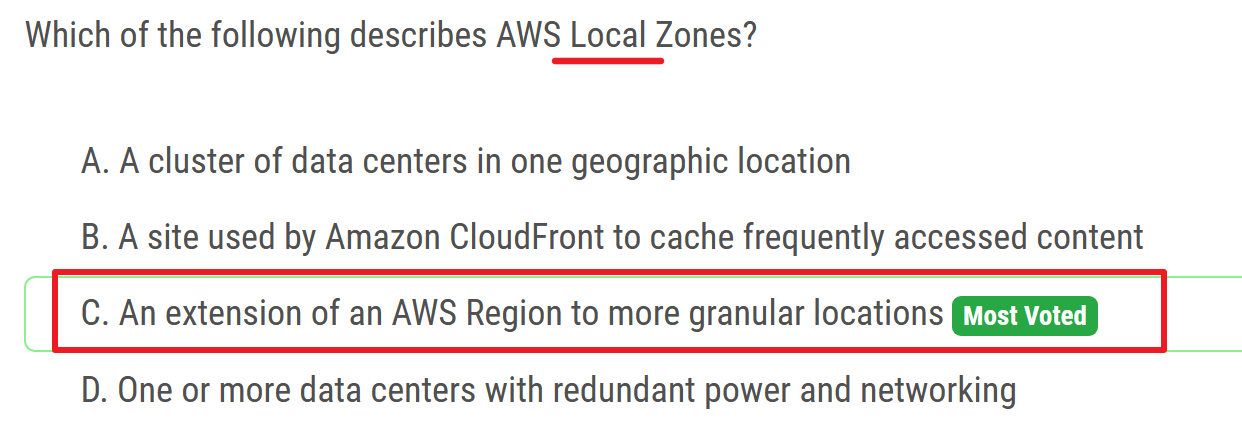 Which of the following describes AWS Local Zones?
A. A cluster of data centers in one geographic location
B. A site used by Amazon CloudFront to cache frequently accessed content
C. An extension of an AWS Region to more granular locations Most Voted
D. One or more data centers with redundant power and networking